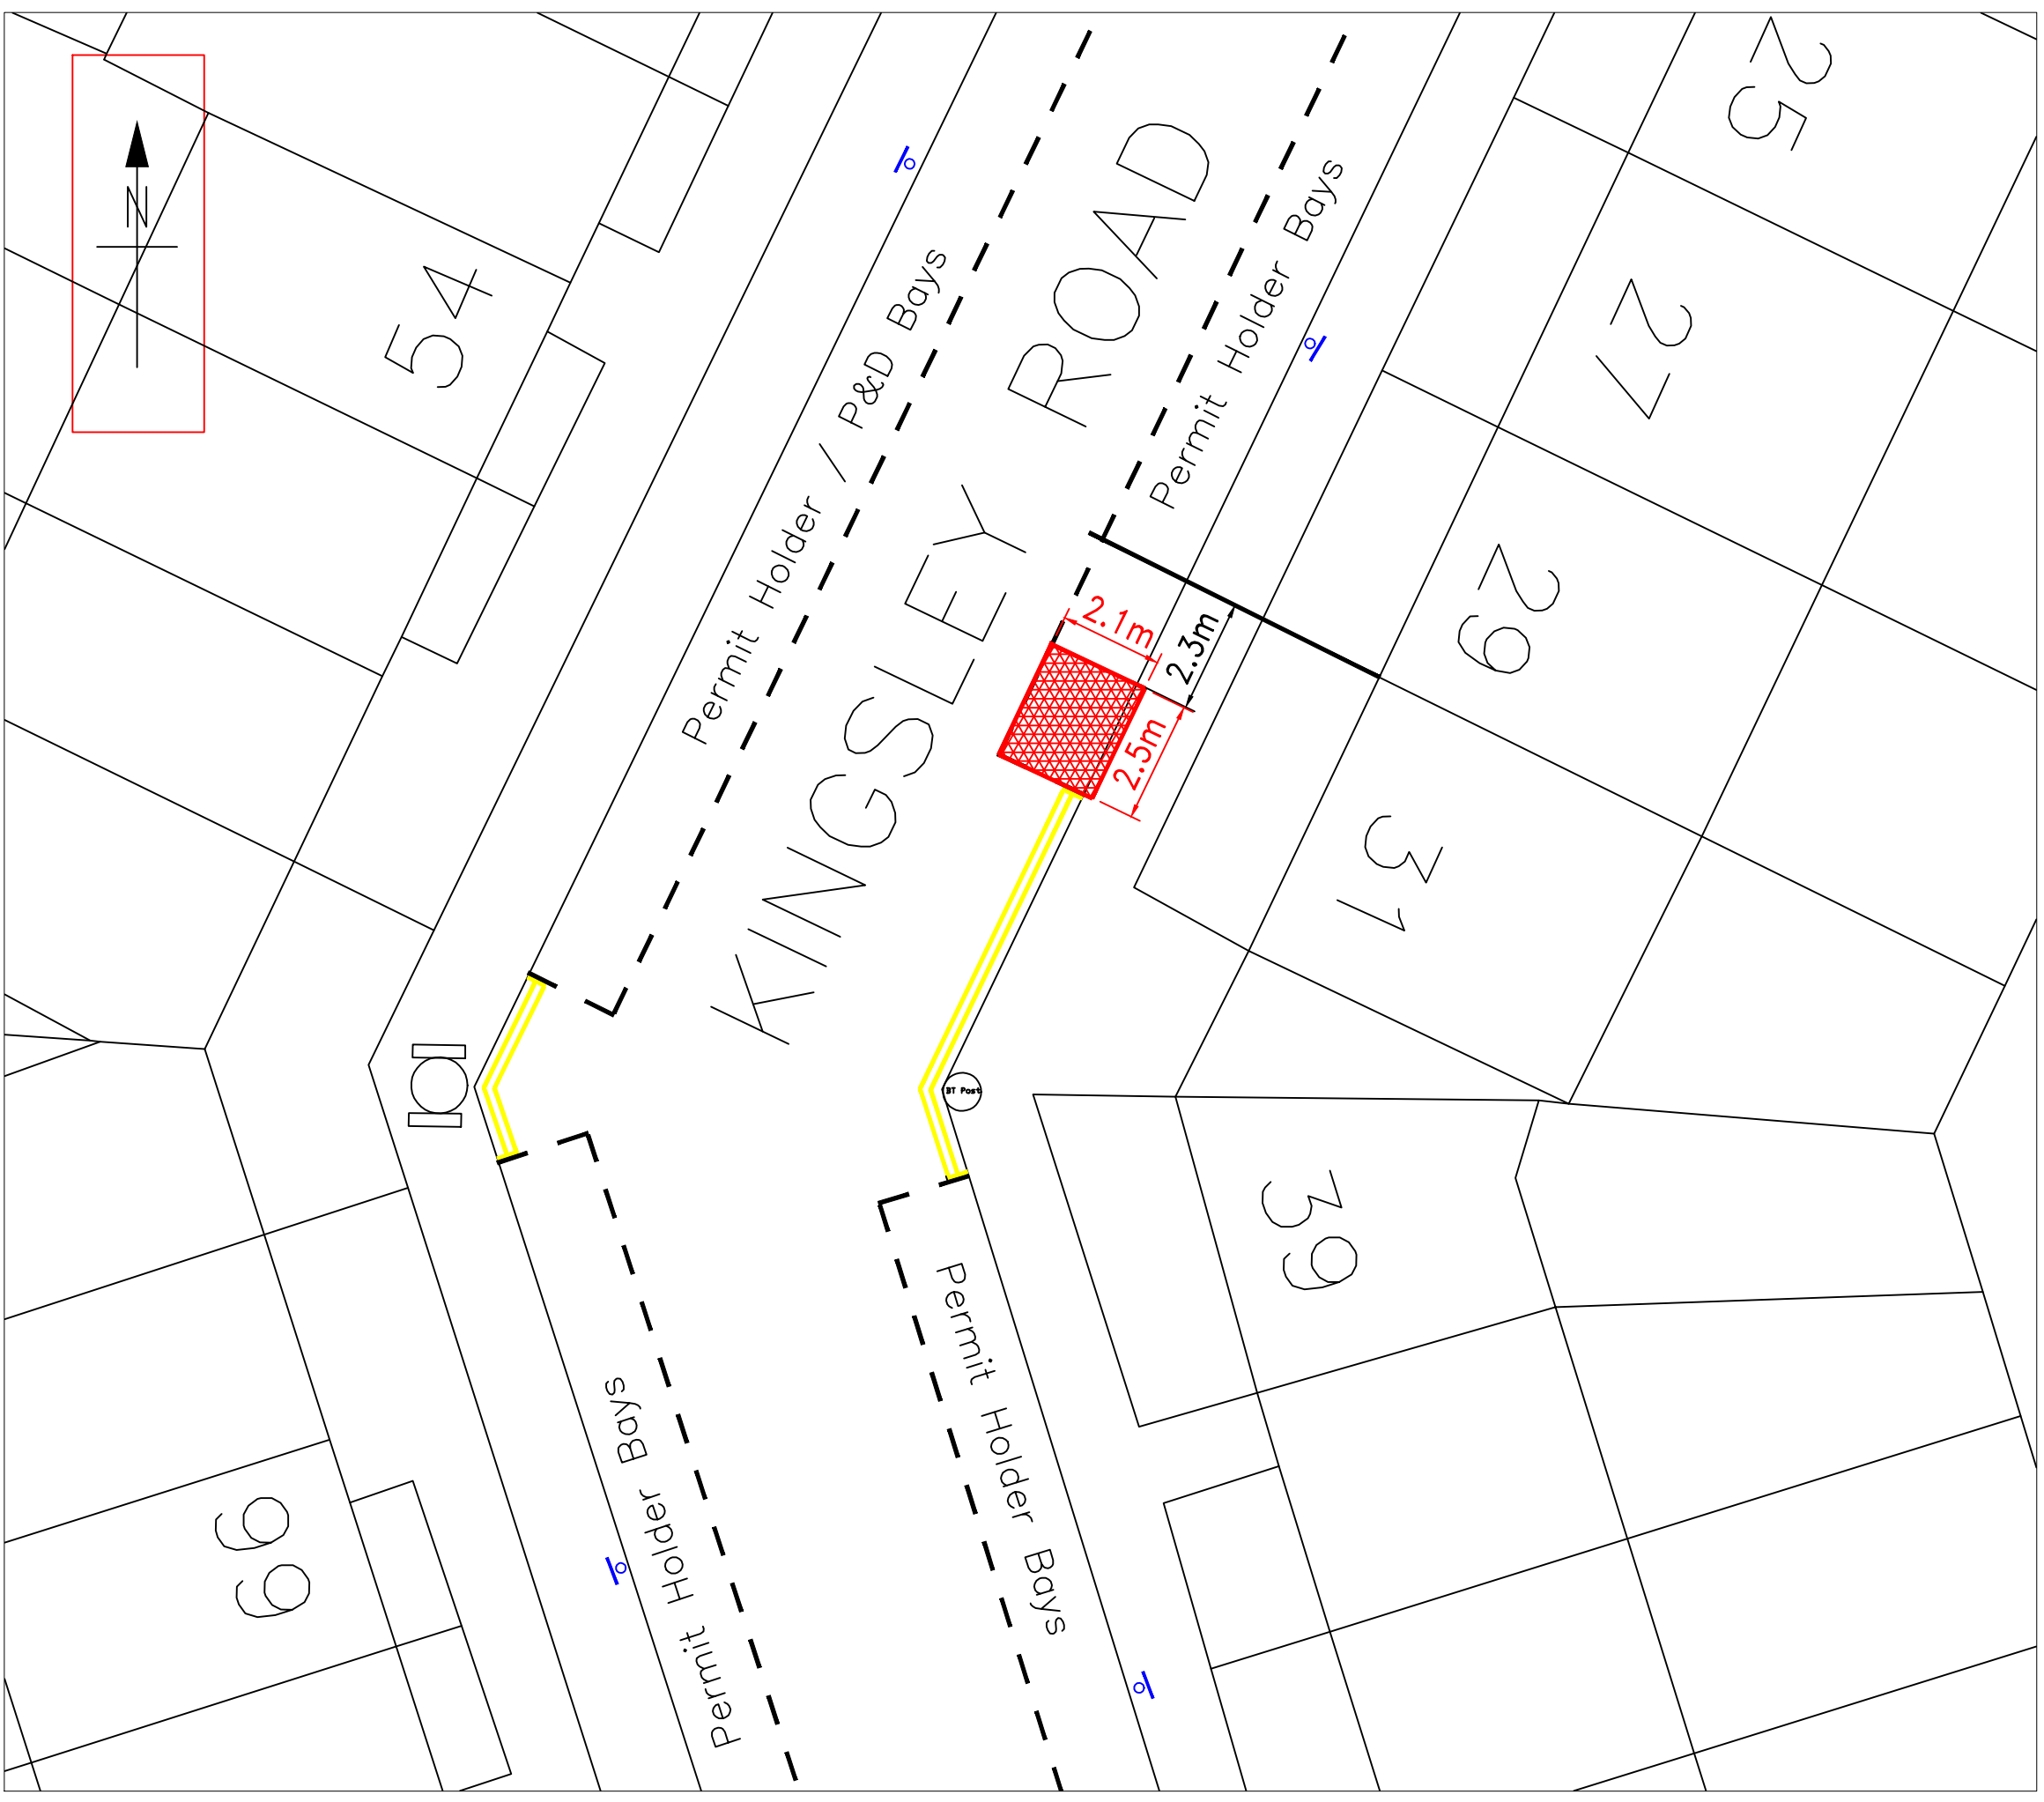 N
54
25
27
29
31
39
66
KINGSLEY ROAD
Permit Holder / P&D Bays
Permit Holder Bays
2.1m
2.3m
2.5m
BT Post
Permit Holder Bays
Permit Holder Bays